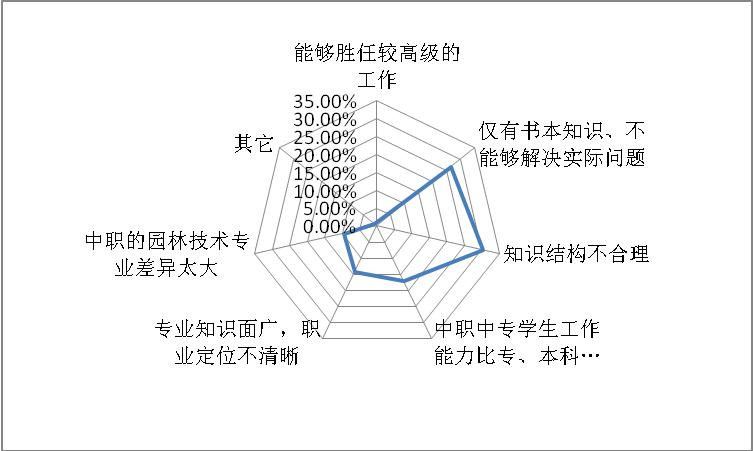 能够胜任较高级的
工作
35.00%
30.00%
25.00%
20.00%
15.00%
10.00%
5.00%
0.00%
仅有书本知识、不
能够解决实际问题
知识结构不合理
中职中专学生工作
能力比专、本科…
专业知识面广，职
业定位不清晰
中职的园林技术专
业差异太大
其它